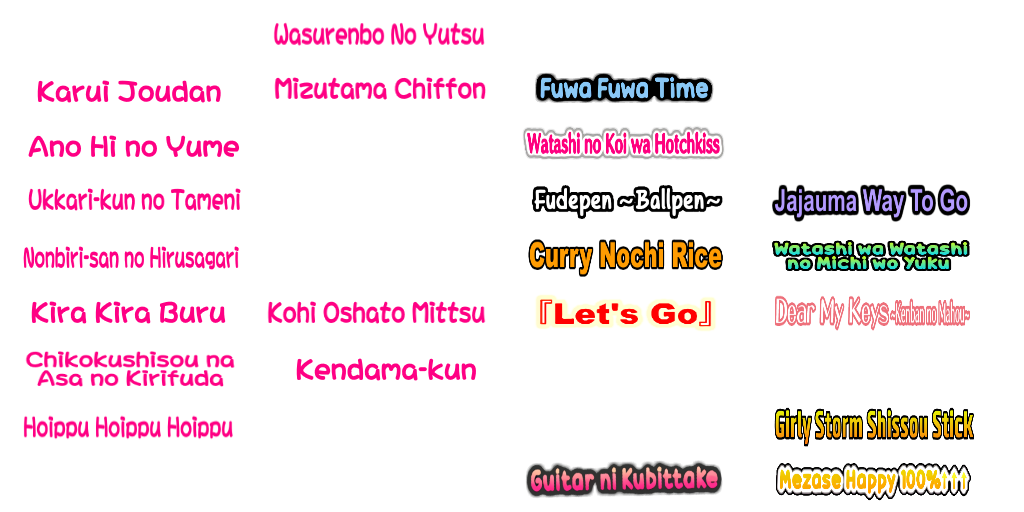 Wasurenbo No Yutsu
Karui Joudan
Mizutama Chiffon
Fuwa Fuwa Time
Ano Hi no Yume
Watashi no Koi wa Hotchkiss
Ukkari-kun no Tameni
Fudepen ~Ballpen~
Jajauma Way To Go
Nonbiri-san no Hirusagari
Curry Nochi Rice
Watashi wa Watashi
no Michi wo Yuku
Kira Kira Buru
Kohi Oshato Mittsu
『Let's Go』
Dear My Keys ~Kenban no Mahou~
Chikokushisou na
Asa no Kirifuda
Kendama-kun
Hoippu Hoippu Hoippu
Girly Storm Shissou Stick
Guitar ni Kubittake
Mezase Happy 100%↑↑↑